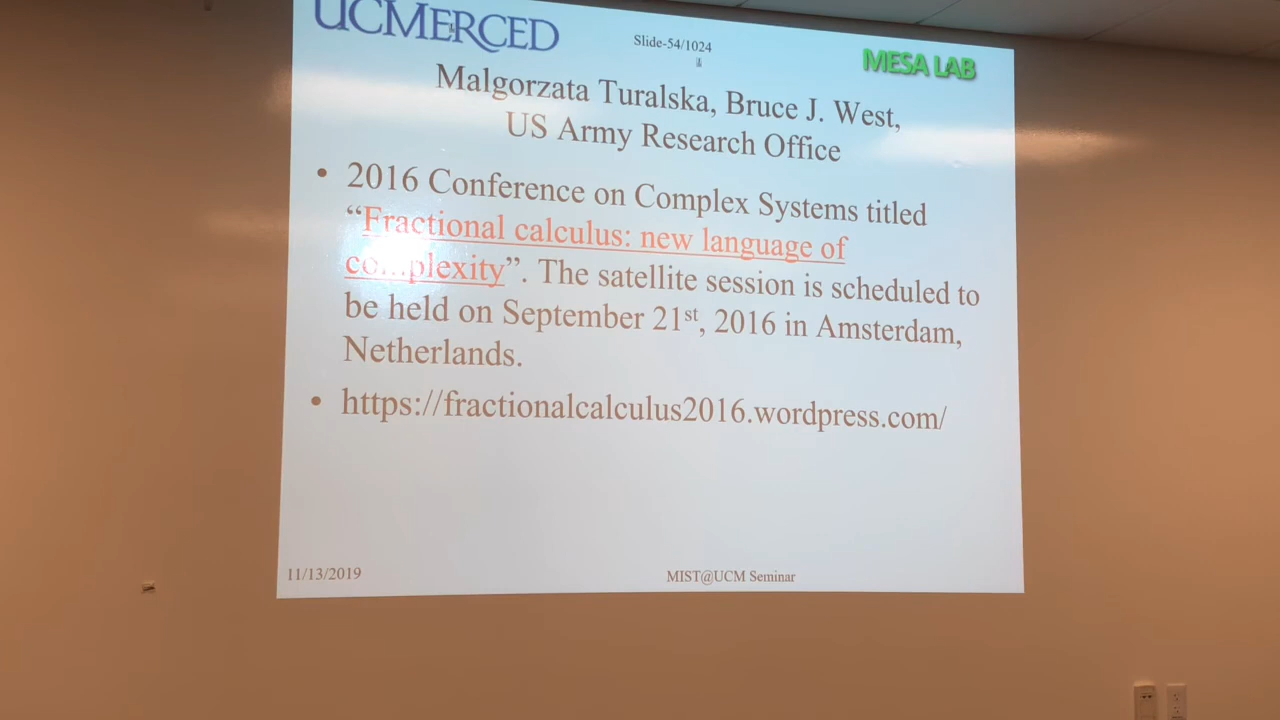 UCMERCED
Slide-54/1024
MESA LAB
Malgorzata Turalska, Bruce J. West,
US Army Research Office
• 2016 Conference on Complex Systems titled
“Fractional calculus: new language of
complexity”. The satellite session is scheduled to
be held on September 21st, 2016 in Amsterdam,
Netherlands.
• https://fractionalcalculus2016.wordpress.com/
11/13/2019
MIST@UCM Seminar